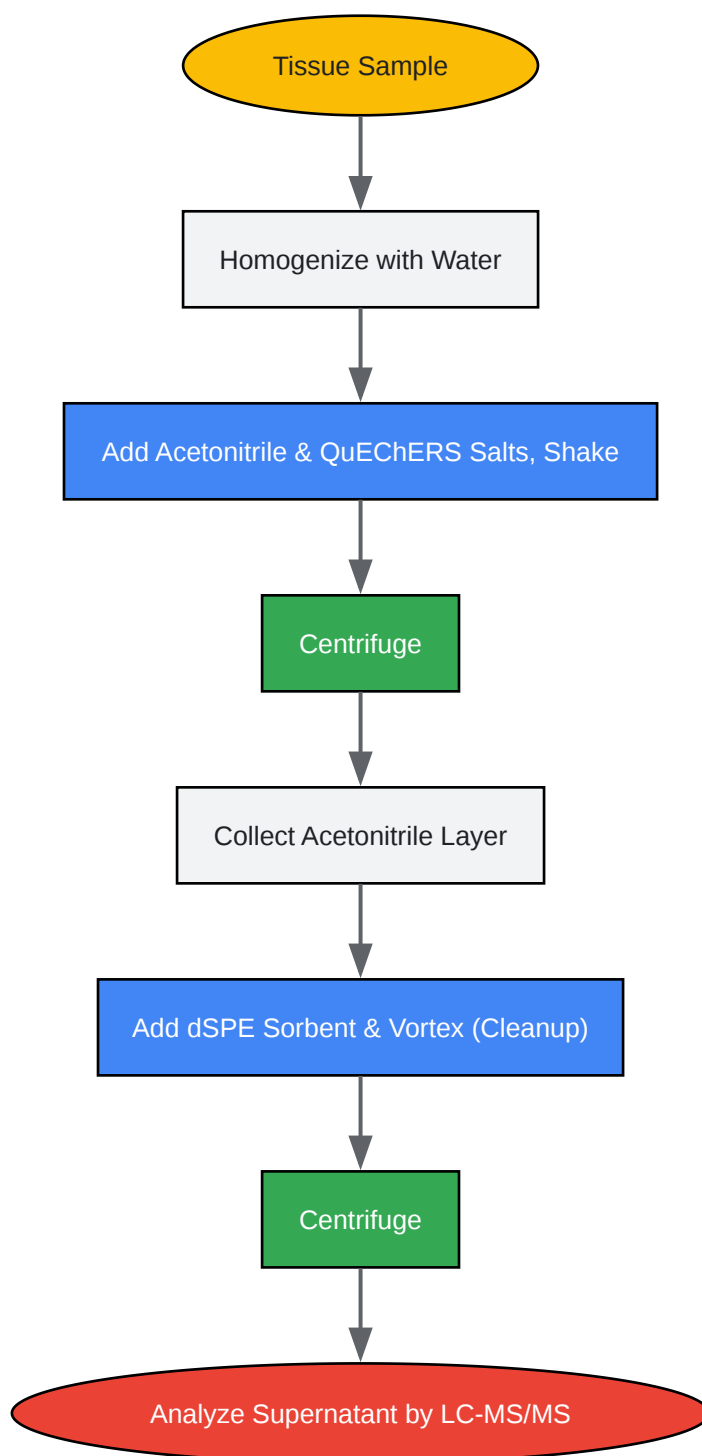 Tissue Sample
Homogenize with Water
Add Acetonitrile & QuEChERS Salts, Shake
Centrifuge
Collect Acetonitrile Layer
Add dSPE Sorbent & Vortex (Cleanup)
Centrifuge
Analyze Supernatant by LC-MS/MS